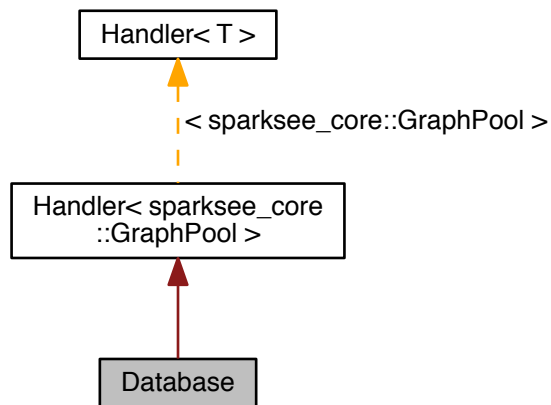 Handler< T >
< sparksee_core::GraphPool >
Handler< sparksee_core
::GraphPool >
Database